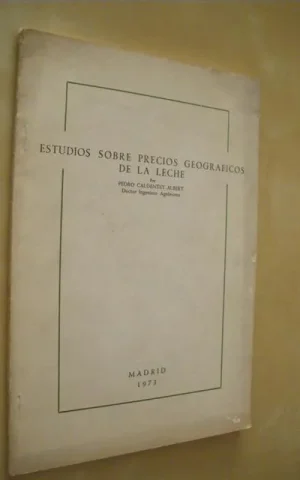 ESTUDIOS SOBRE PRECIOS GEOGRAFICOS
DE LA LECHE
Por
PEDRO CALDENTEY ALBERT
Doctor Ingeniero Agrónomo
MADRID
1973